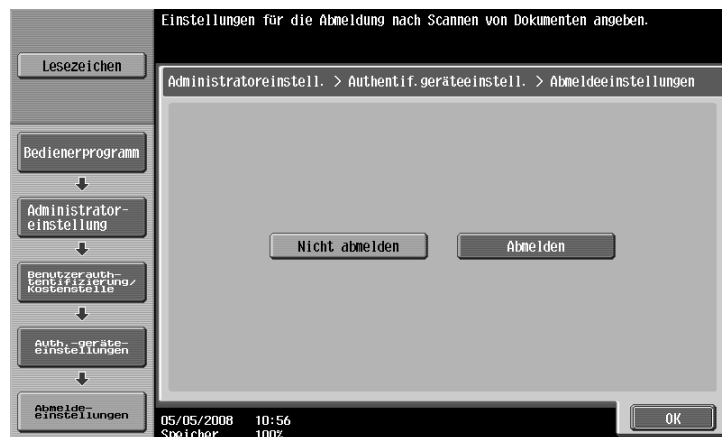 Einstellungen für die Abmeldung nach Scannen von Dokumenten angeben.
Lesezeichen
Administratoreinstell. > Authentif.geräteeinstell. > Abmeldeeinstellungen
Bedienerprogramm
Administrator-
einstellung
Benutzerauth-
tentifizierung/
Kostenstelle
Auth.-geräte-
einstellungen
Abmelde-
einstellungen
Nicht abmelden
Abmelden
05/05/2008 10:56
Speicher 100%
OK